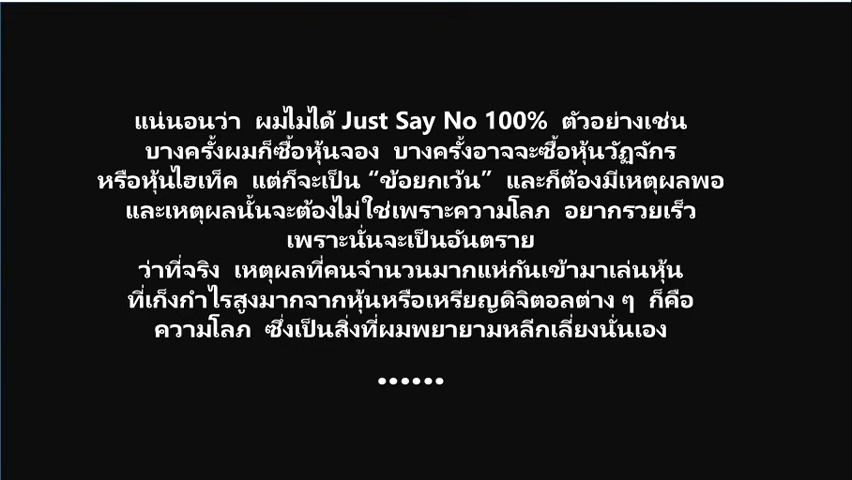 แน่นอนว่า ผมไม่ได้ Just Say No 100% ตัวอย่างเช่น
บางครั้งผมก็ซื้อหุ้นจอง บางครั้งอาจจะซื้อหุ้นวัฏจักร
หรือหุ้นไฮเท็ค แต่ก็จะเป็น “ข้อยกเว้น” และก็ต้องมีเหตุผลพอ
และเหตุผลนั้นจะต้องไม่ใช่เพราะความโลภ อยากรวยเร็ว
เพราะนั่นจะเป็นอันตราย
ว่าที่จริง เหตุผลที่คนจำนวนมากแห่กันเข้ามาเล่นหุ้น
ที่เก็งกำไรสูงมากจากหุ้นหรือเหรียญดิจิตอลต่าง ๆ ก็คือ
ความโลภ ซึ่งเป็นสิ่งที่ผมพยายามหลีกเลี่ยงนั่นเอง
......